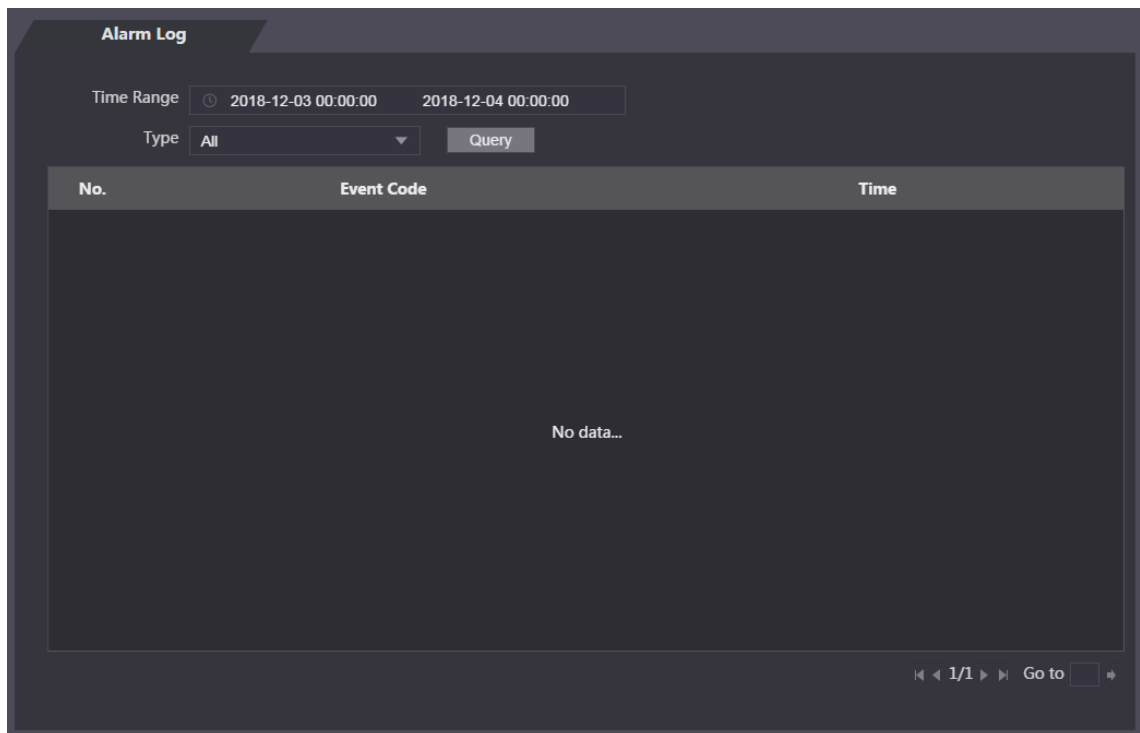 Alarm Log
Time Range 2018-12-03 00:00:00 2018-12-04 00:00:00
Type All Query
No. Event Code Time
No data...
1/1 Go to